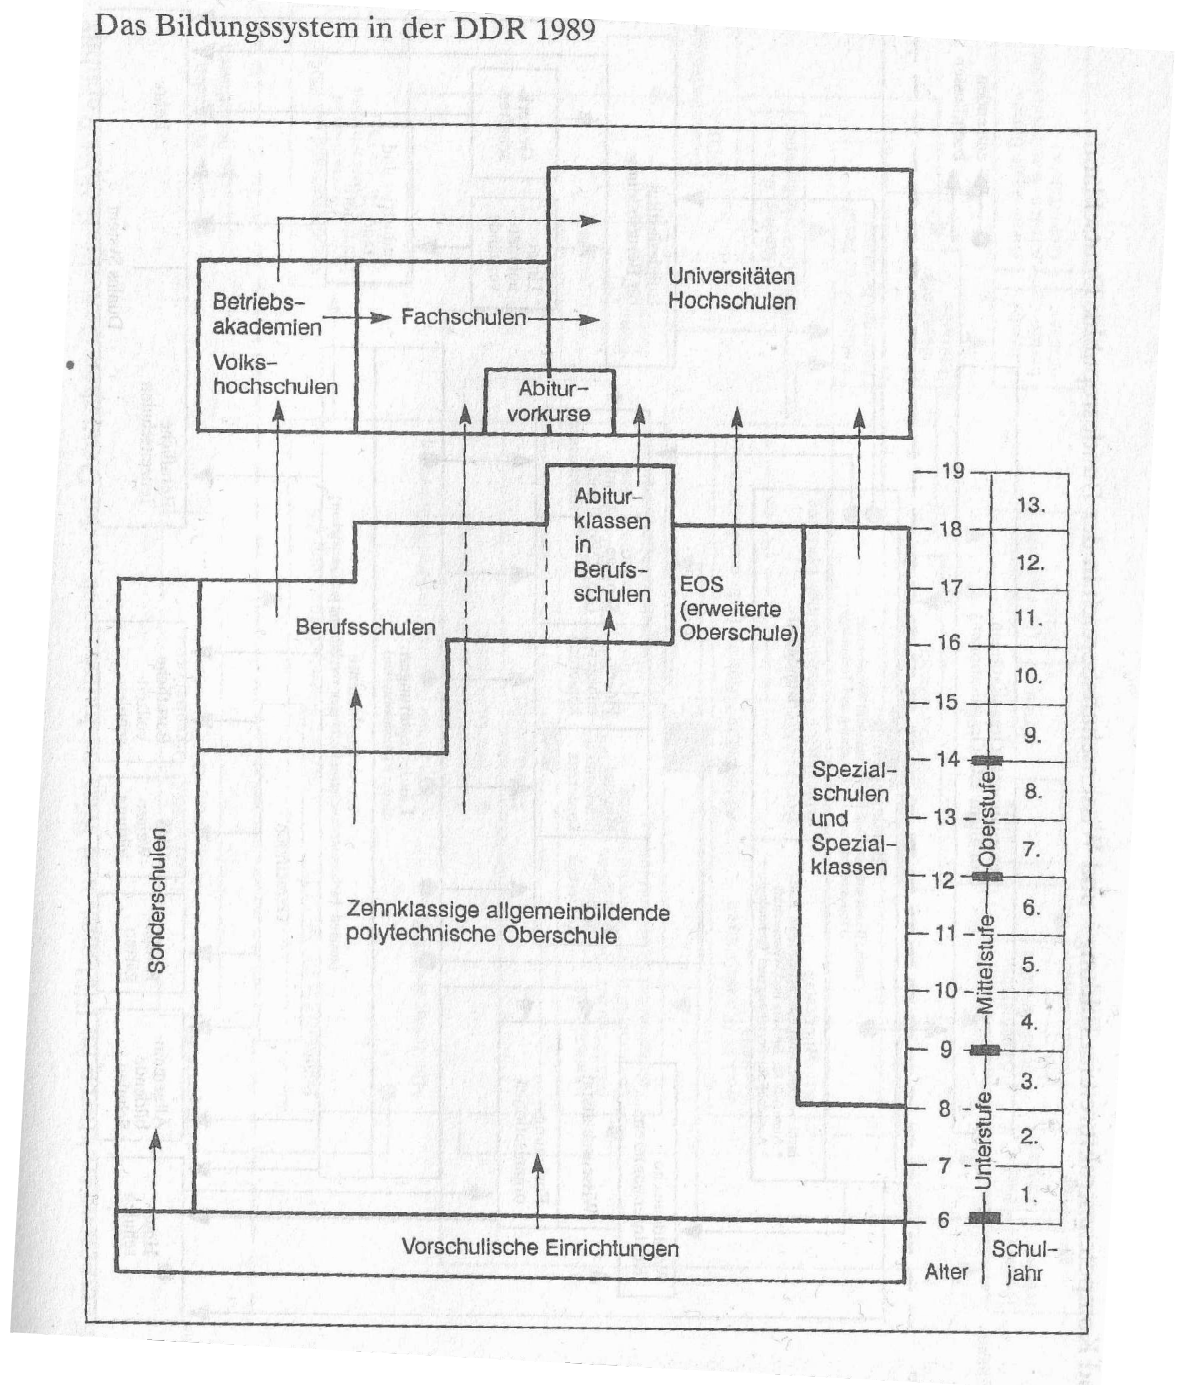 Das Bildungssystem in der DDR 1989
Universitäten
Hochschulen
Betriebs-
akademien
Volks-
hochschulen
Fachschulen
Abitur-
vorkurse
Abitur-
klassen
in
Berufs-
schulen
EOS
(erweiterte
Oberschule)
Berufsschulen
Spezial-
schulen
und
Spezial-
klassen
Sonderschulen
Zehnklassige allgemeinbildende
polytechnische Oberschule
Vorschulische Einrichtungen
19
18
17
16
15
14
13
12
11
10
9
8
7
6
Alter
Oberstufe
Mittelstufe
Unterstufe
13.
12.
11.
10.
9.
8.
7.
6.
5.
4.
3.
2.
1.
Schul-
jahr